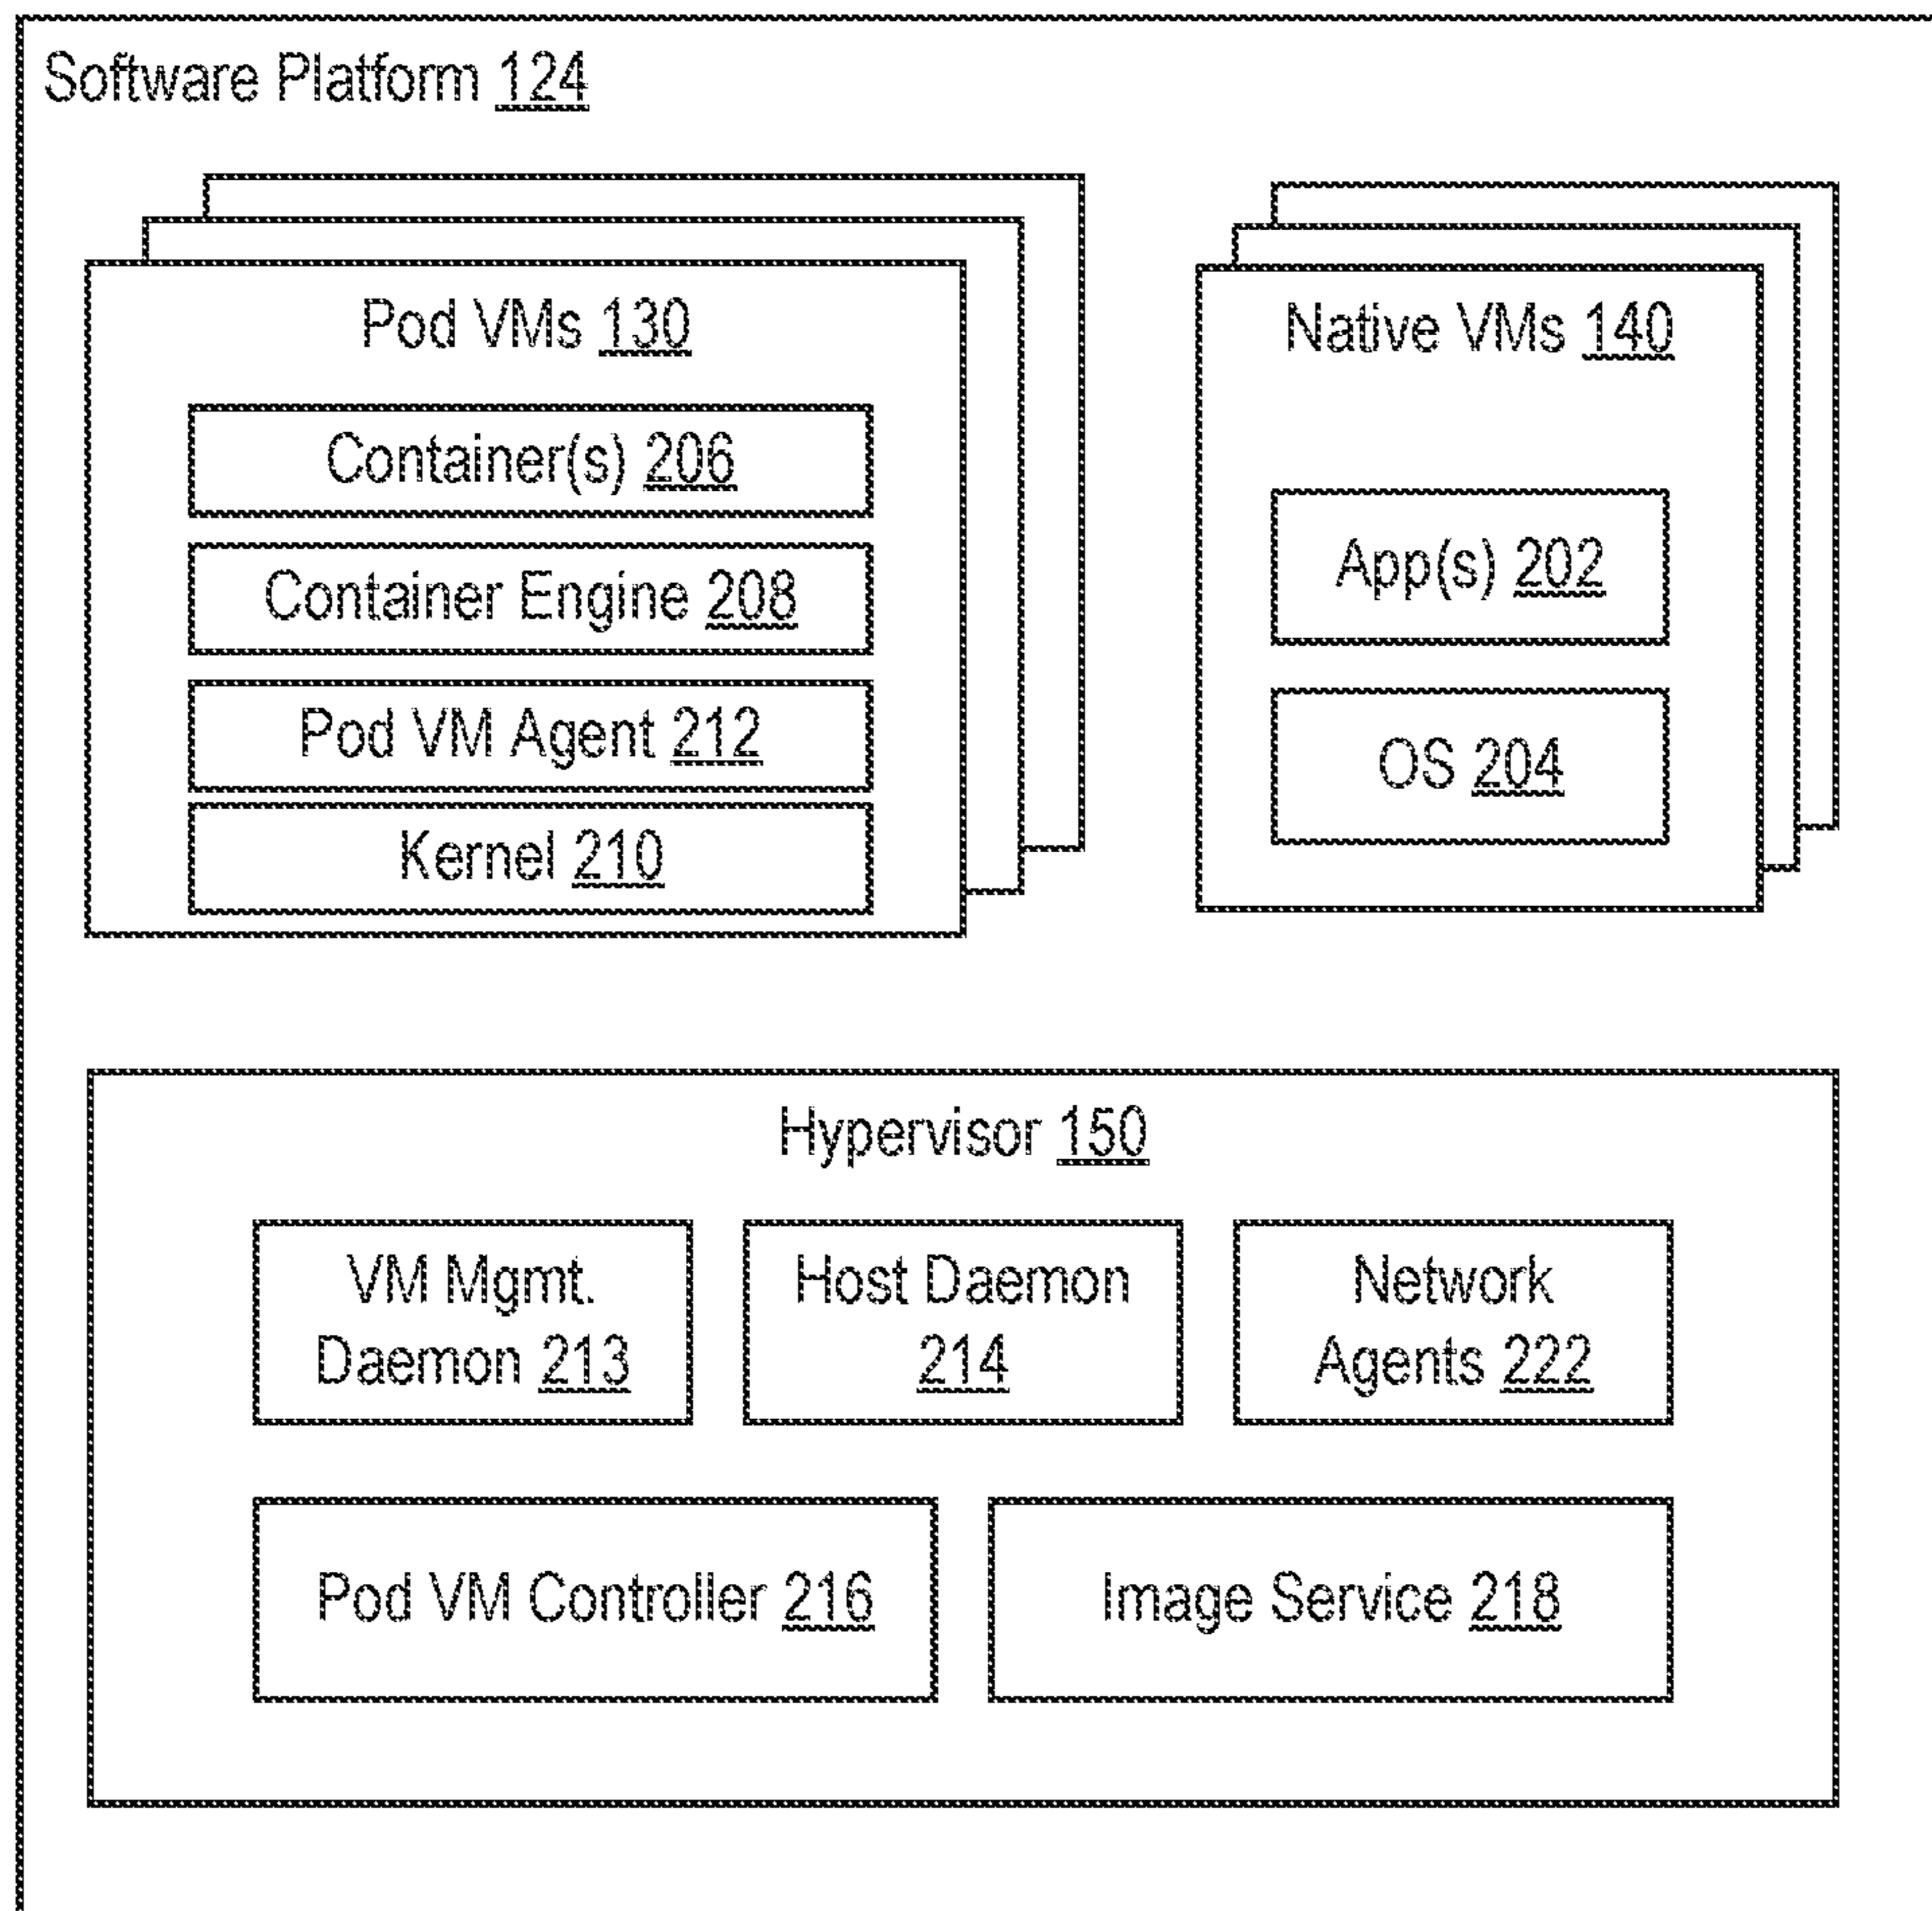 Software Platform 124
Pod VMs 130
Container(s) 206
Container Engine 208
Pod VM Agent 212
Kernel 210
Native VMs 140
App(s) 202
OS 204
Hypervisor 150
VM Mgmt.
Daemon 213
Host Daemon
214
Network
Agents 222
Pod VM Controller 216
Image Service 218